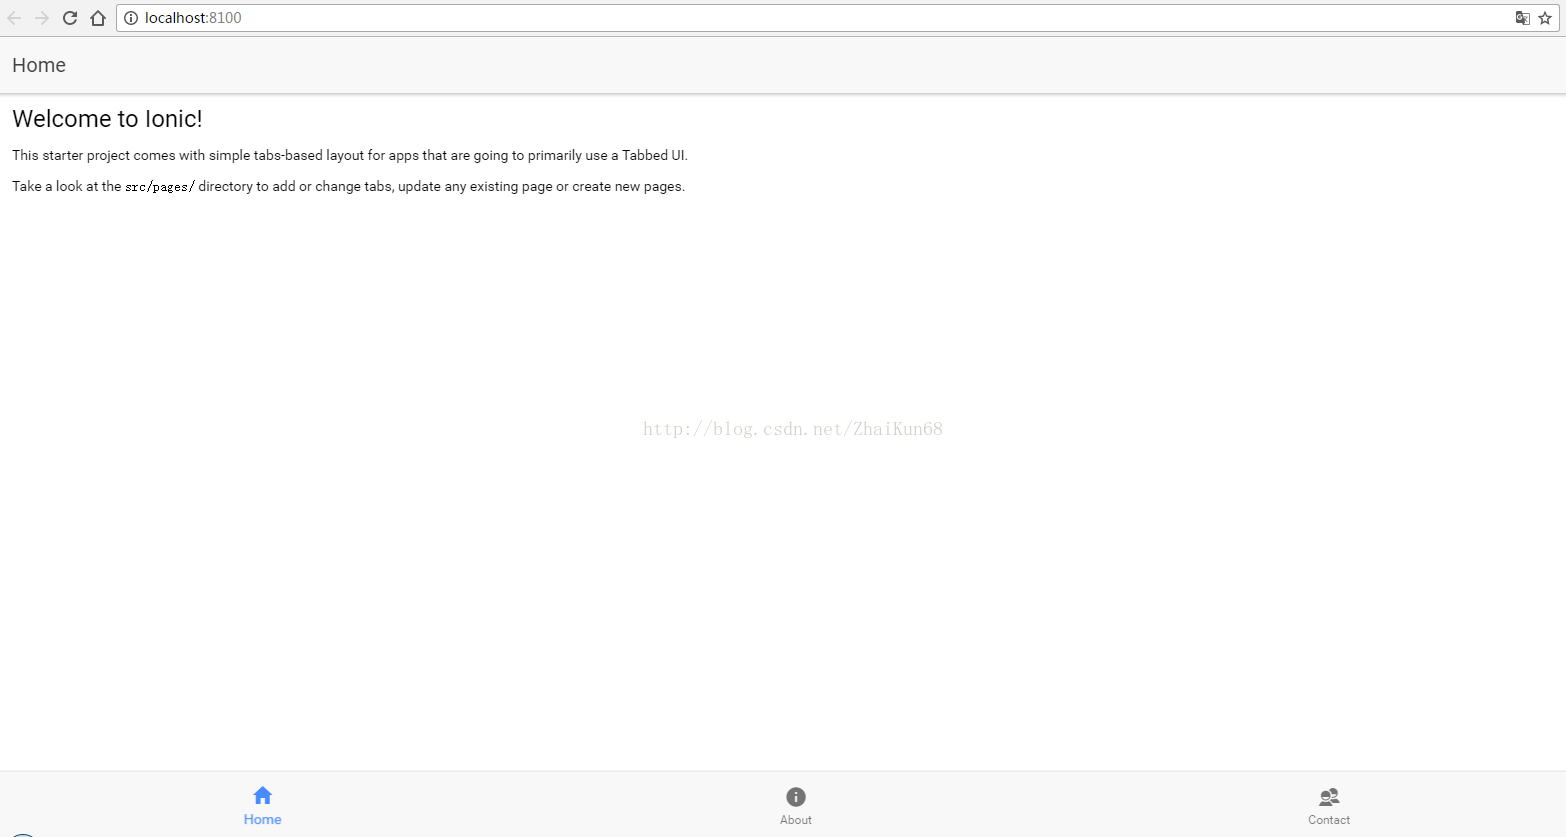 localhost:8100
Home
Welcome to Ionic!
This starter project comes with simple tabs-based layout for apps that are going to primarily use a Tabbed UI.
Take a look at the src/pages/ directory to add or change tabs, update any existing page or create new pages.
http://blog.csdn.net/ZhaiKun68
Home
About
Contact